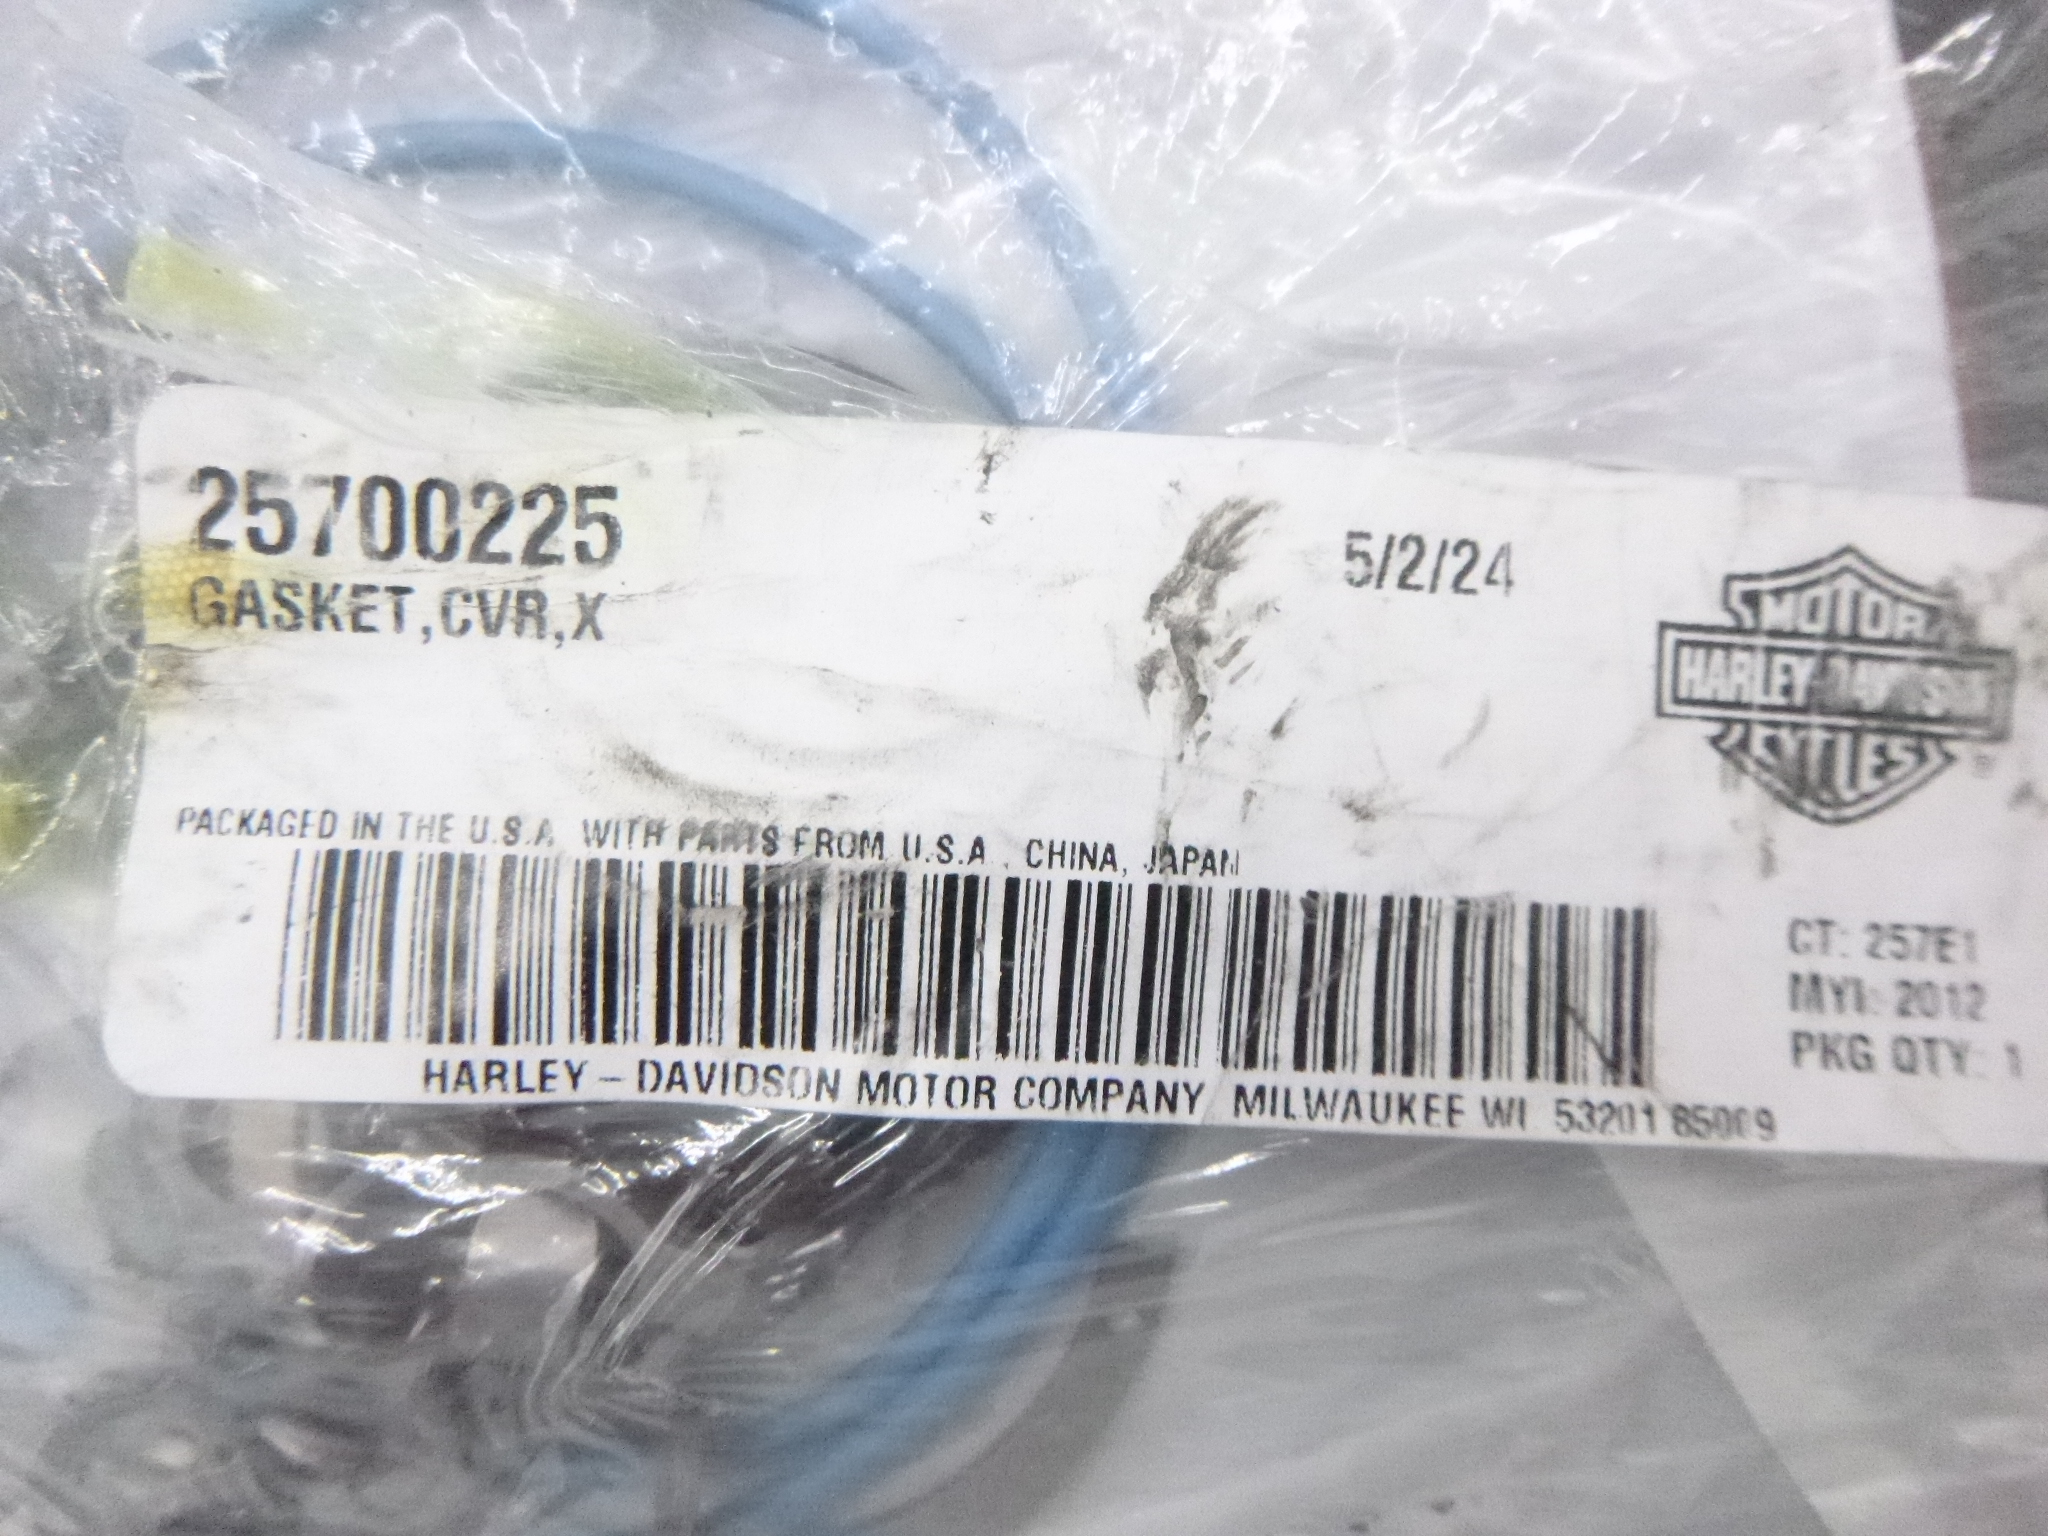 25700225
GASKET,CVR,X
5/2/24
MOTOR
HARLEY-DAVIDSON
CYCLES
PACKAGED IN THE U.S.A. WITH PARTS FROM U.S.A., CHINA, JAPAN
CT: 257E1
MYI: 2012
PKG QTY: 1
HARLEY – DAVIDSON MOTOR COMPANY MILWAUKEE WI 53201 85009